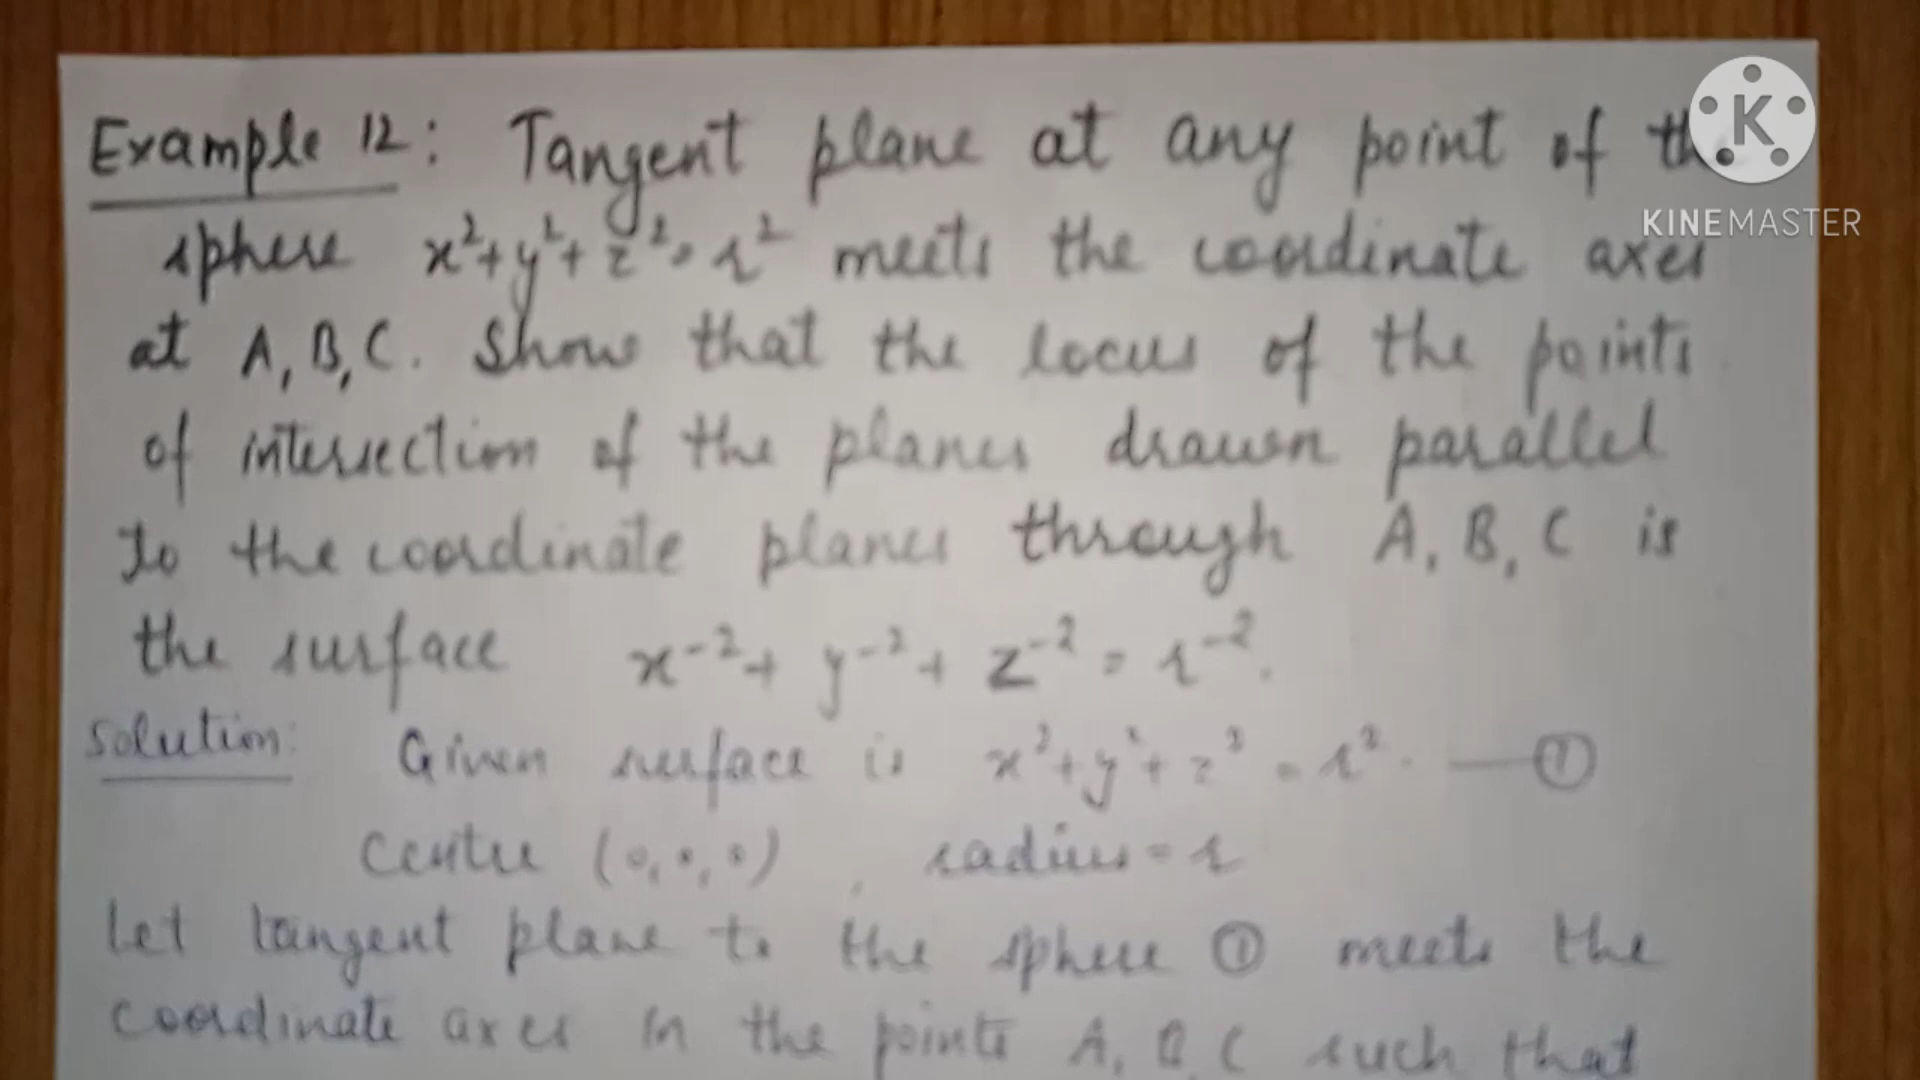 Example 12: Tangent plane at any point of
KINEMASTER
sphere x²+y²+z²=r² meets the coordinate axes
at A, B, C. Show that the locus of the points
of intersection of the planes drawn parallel
to the coordinate planes through A, B, C is
the surface x⁻²+y⁻²+z⁻²=r⁻².
Solution: Given surface is x²+y²+z²=r². —①
Centre (0,0,0), radius=r
Let tangent plane to the sphere ① meets the
coordinate axes in the points A, B, C such that